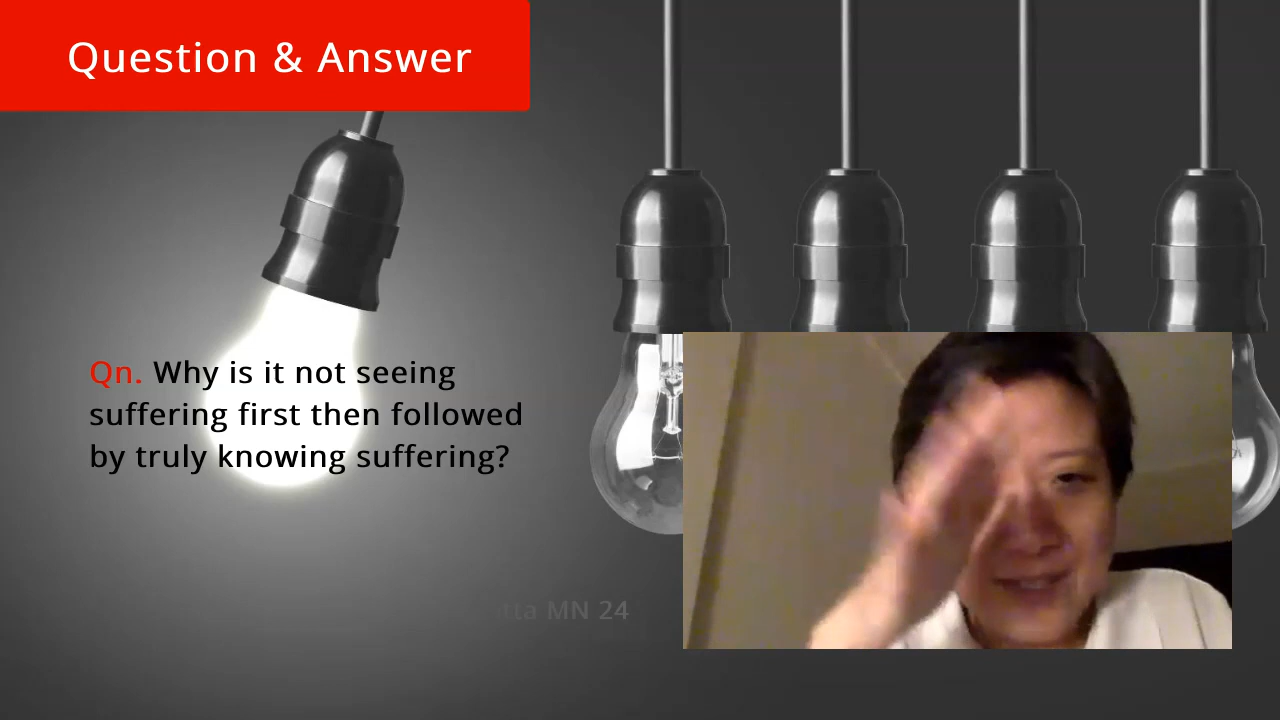 Question & Answer
Qn. Why is it not seeing
suffering first then followed
by truly knowing suffering?
MN 24